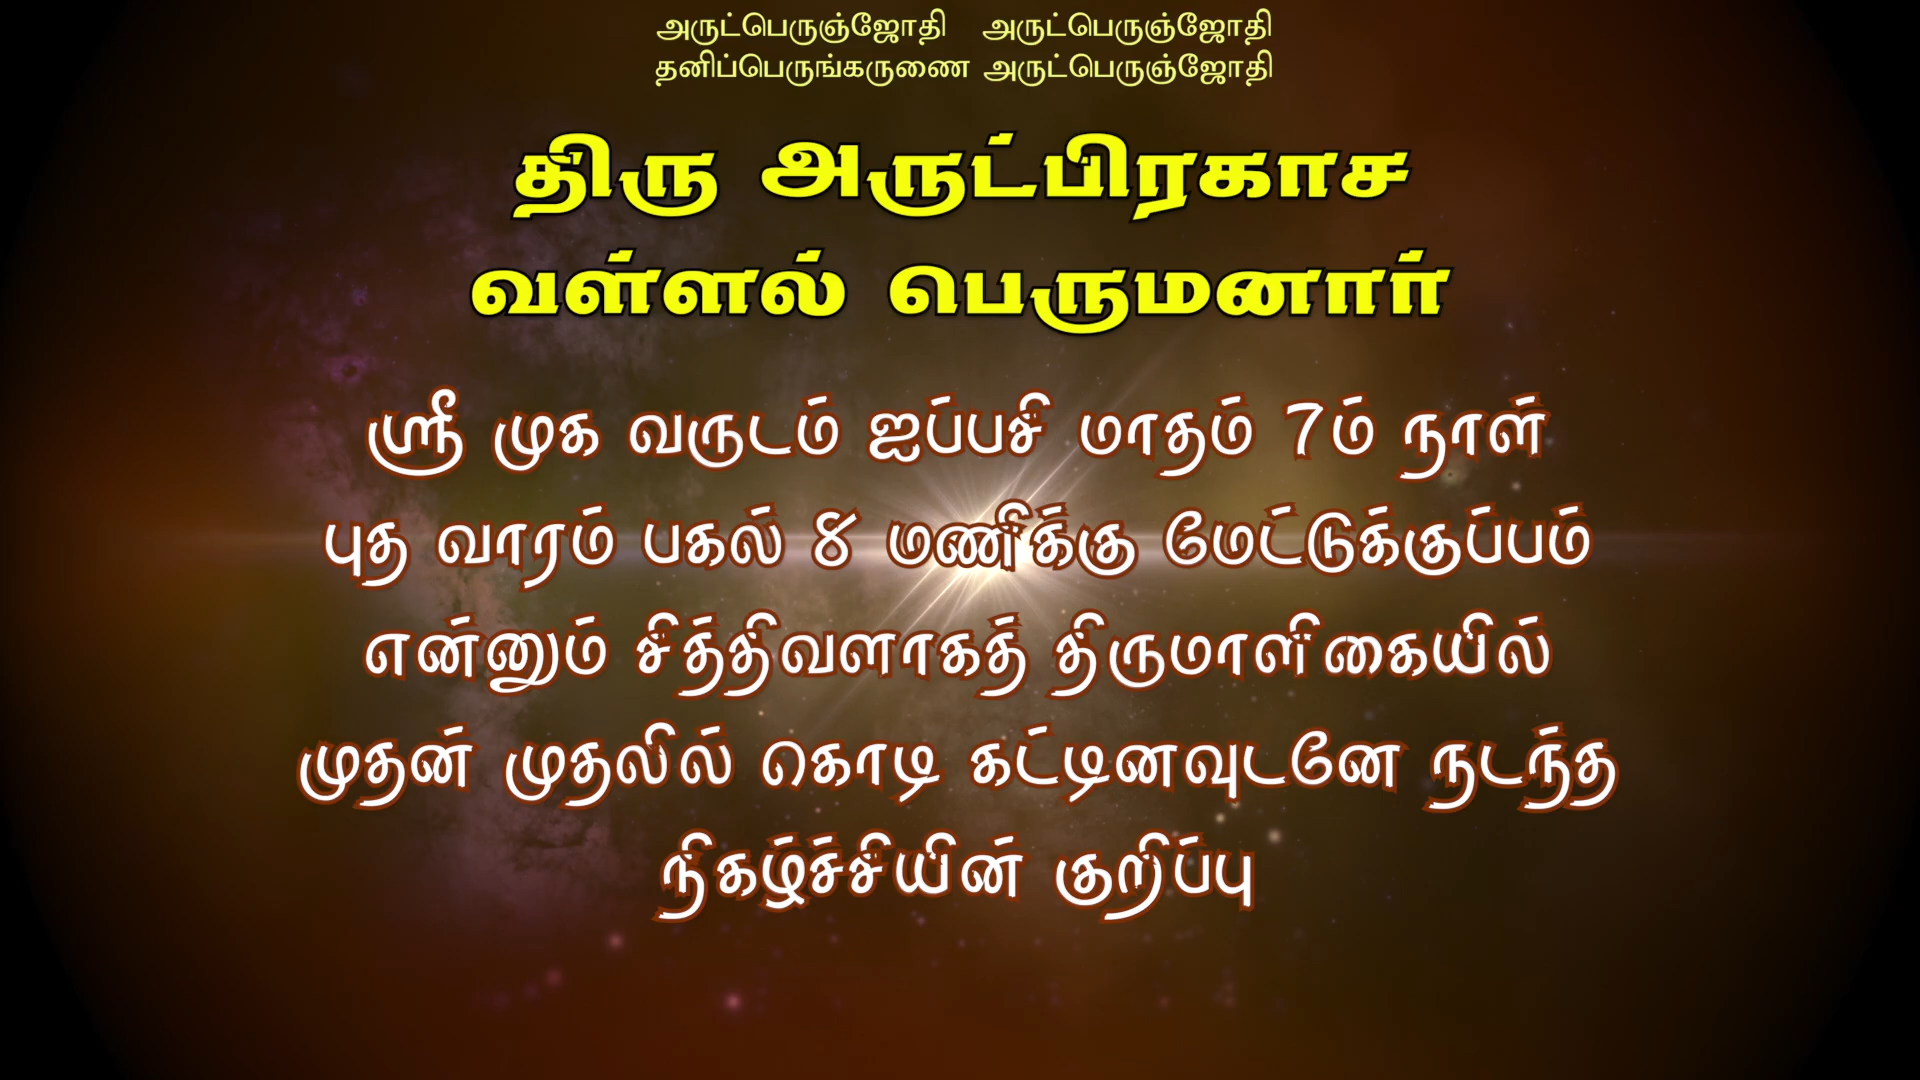 அருட்பெருஞ்ஜோதி அருட்பெருஞ்ஜோதி
தனிப்பெருங்கருணை அருட்பெருஞ்ஜோதி
திரு அருட்பிரகாச
வள்ளல் பெருமனார்
ஸ்ரீ முக வருடம் ஐப்பசி மாதம் 7ம் நாள்
புத வாரம் பகல் 8 மணிக்கு மேட்டுக்குப்பம்
என்னும் சித்திவளாகத் திருமாளிகையில்
முதன் முதலில் கொடி கட்டினவுடனே நடந்த
நிகழ்ச்சியின் குறிப்பு